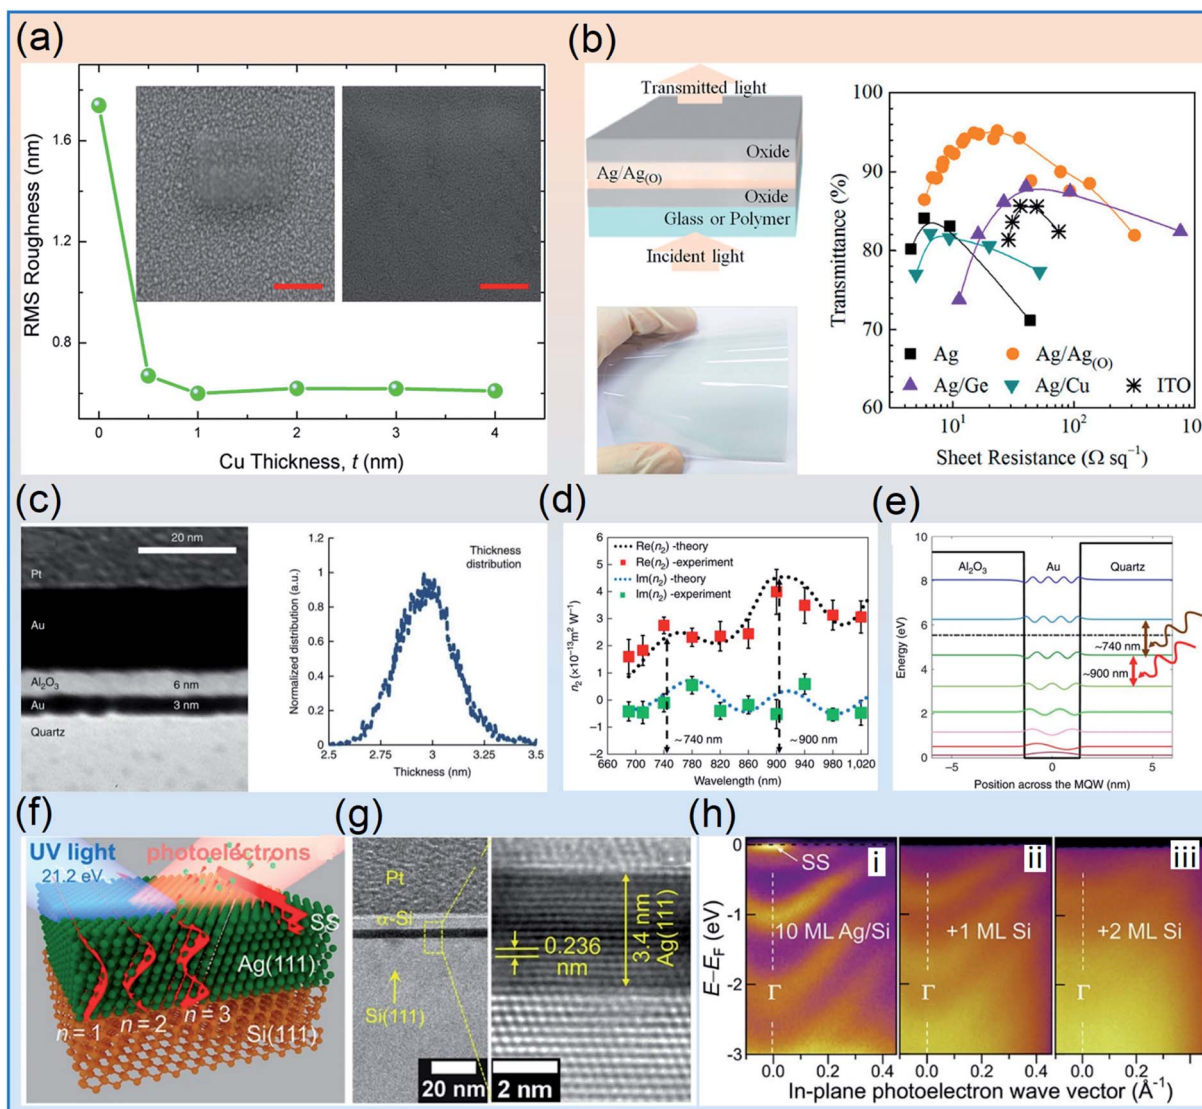 (a)
RMS Roughness (nm)
1.6
1.2
0.8
0
1
2
3
4
Cu Thickness, t (nm)
(b)
Transmitted light
Oxide
Ag/Ag(O)
Oxide
Glass or Polymer
Incident light
Transmittance (%)
100
90
80
70
60
Ag
Ag/Ag(O)
Ag/Ge
Ag/Cu
ITO
10¹
10²
10
Sheet Resistance (Ω sq⁻¹)
(c)
20 nm
Pt
Au
Al₂O₃
6 nm
Au
3 nm
Quartz
Normalized distribution (a.u.)
Thickness
distribution
1.2
1
0.8
0.6
0.4
0.2
0
2.5
2.75
3
3.25
3.5
Thickness (nm)
(d)
n₂ (×10⁻¹³m² W⁻¹)
Re(n₂) -theory
Re(n₂) -experiment
Im(n₂) -theory
Im(n₂) -experiment
6
5
4
3
2
1
0
−1
−2
~740 nm
~900 nm
660
700
740
780
820
860
900
940
980
1,020
Wavelength (nm)
(e)
Energy (eV)
10
9
8
7
6
5
4
3
2
1
0
Al₂O₃
Au
Quartz
~740 nm
~900 nm
−5
0
5
Position across the MQW (nm)
(f)
UV light
21.2 eV
photoelectrons
SS
Ag(111)
n = 1
n = 2
n = 3
Si(111)
(g)
Pt
α-Si
Si(111)
20 nm
0.236
nm
3.4 nm
Ag(111)
2 nm
(h)
E−E_F (eV)
0
-1
-2
-3
i
SS
10 ML Ag/Si
Γ
ii
+1 ML Si
Γ
iii
+2 ML Si
Γ
0.0
0.2
0.4
0.0
0.2
0.4
0.0
0.2
0.4
In-plane photoelectron wave vector (Å⁻¹)